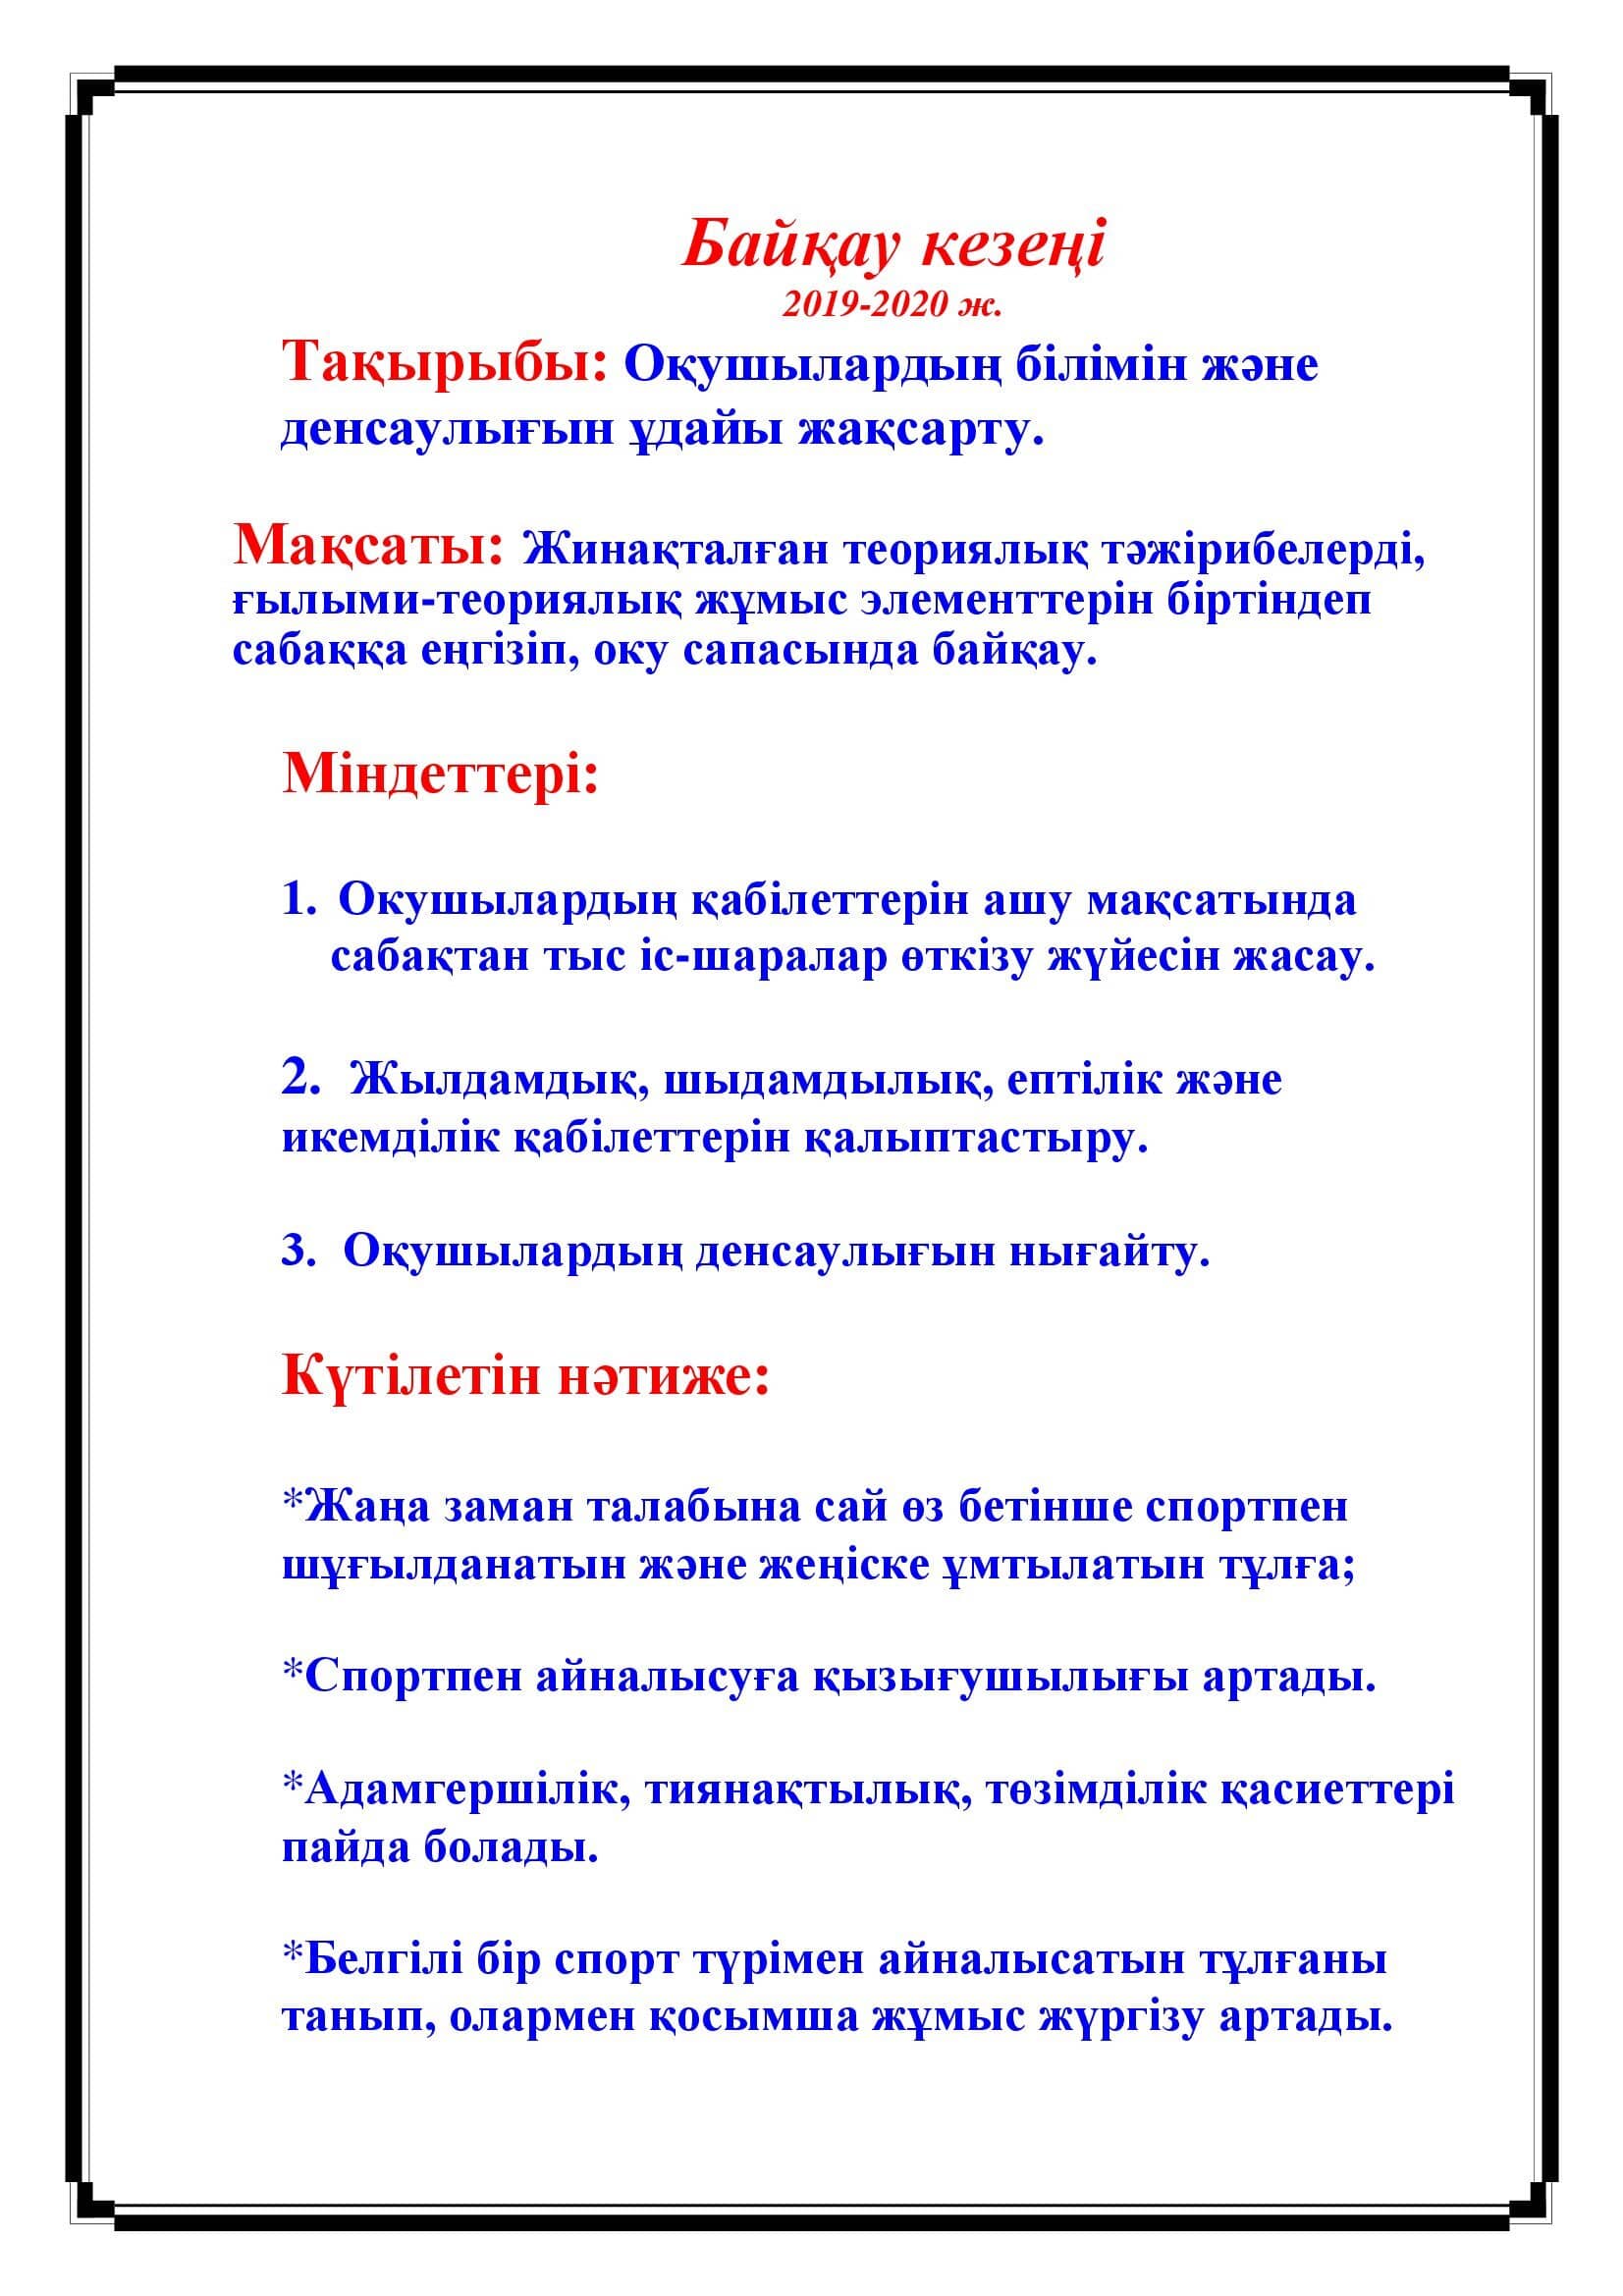 Байқау кезеңі
2019-2020 ж.
Тақырыбы: Оқушылардың білімін және
денсаулығын ұдайы жақсарту.
Мақсаты: Жинақталған теориялық тәжірибелерді,
ғылыми-теориялық жұмыс элементтерін біртіндеп
сабаққа еңгізіп, оку сапасында байқау.
Міндеттері:
1. Окушылардың қабілеттерін ашу мақсатында
сабақтан тыс іс-шаралар өткізу жүйесін жасау.
2. Жылдамдық, шыдамдылық, ептілік және
икемділік қабілеттерін қалыптастыру.
3. Оқушылардың денсаулығын нығайту.
Күтілетін нәтиже:
*Жаңа заман талабына сай өз бетінше спортпен
шұғылданатын және жеңіске ұмтылатын тұлға;
*Спортпен айналысуға қызығушылығы артады.
*Адамгершілік, тиянақтылық, төзімділік қасиеттері
пайда болады.
*Белгілі бір спорт түрімен айналысатын тұлғаны
танып, олармен қосымша жұмыс жүргізу артады.